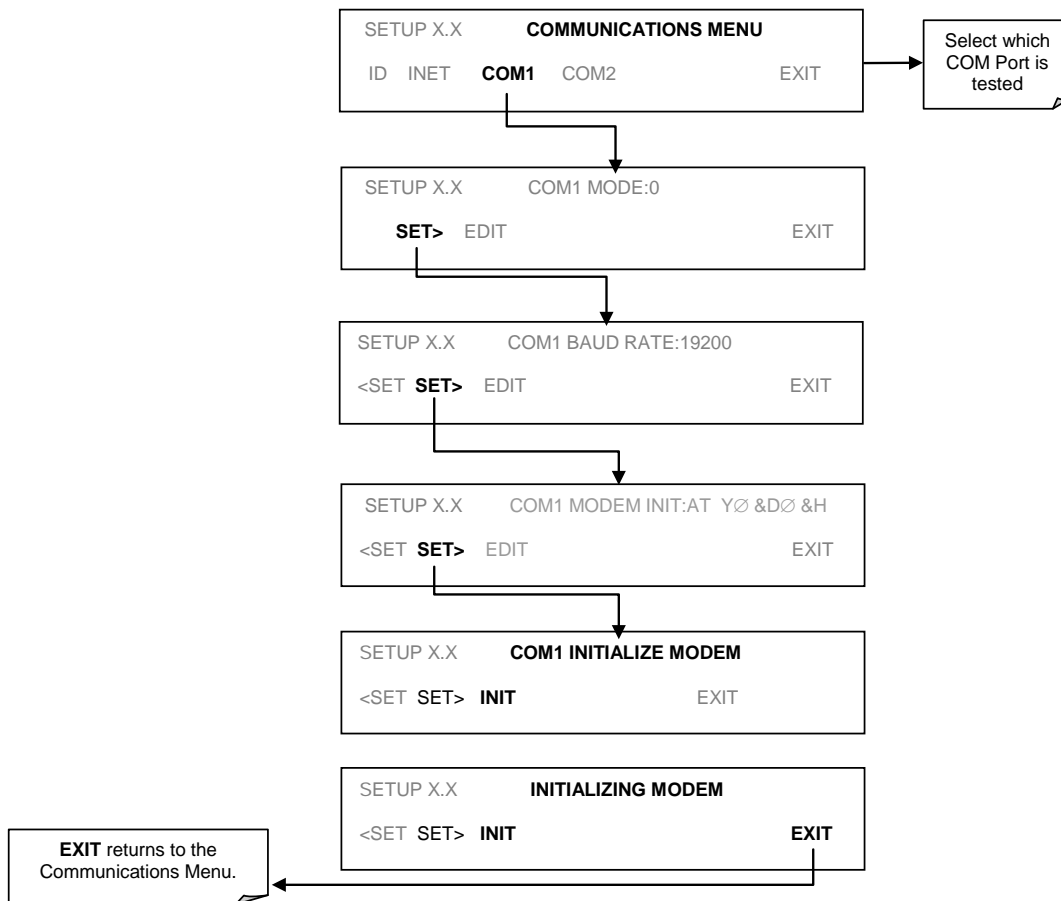 SETUP X.X COMMUNICATIONS MENU
ID INET COM1 COM2 EXIT
Select which
COM Port is
tested
SETUP X.X COM1 MODE:0
SET> EDIT EXIT
SETUP X.X COM1 BAUD RATE:19200
<SET SET> EDIT EXIT
SETUP X.X COM1 MODEM INIT:AT Y∅ &D∅ &H
<SET SET> EDIT EXIT
SETUP X.X COM1 INITIALIZE MODEM
<SET SET> INIT EXIT
SETUP X.X INITIALIZING MODEM
<SET SET> INIT EXIT
EXIT returns to the
Communications Menu.